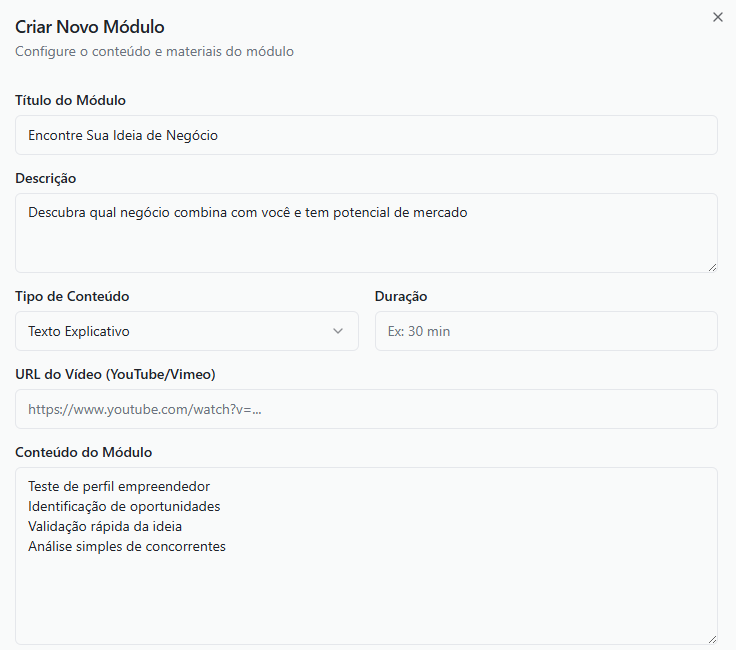 Criar Novo Módulo
Configure o conteúdo e materiais do módulo
Título do Módulo
Encontre Sua Ideia de Negócio
Descrição
Descubra qual negócio combina com você e tem potencial de mercado
Tipo de Conteúdo
Duração
Texto Explicativo
Ex: 30 min
URL do Vídeo (YouTube/Vimeo)
https://www.youtube.com/watch?v=...
Conteúdo do Módulo
Teste de perfil empreendedor
Identificação de oportunidades
Validação rápida da ideia
Análise simples de concorrentes